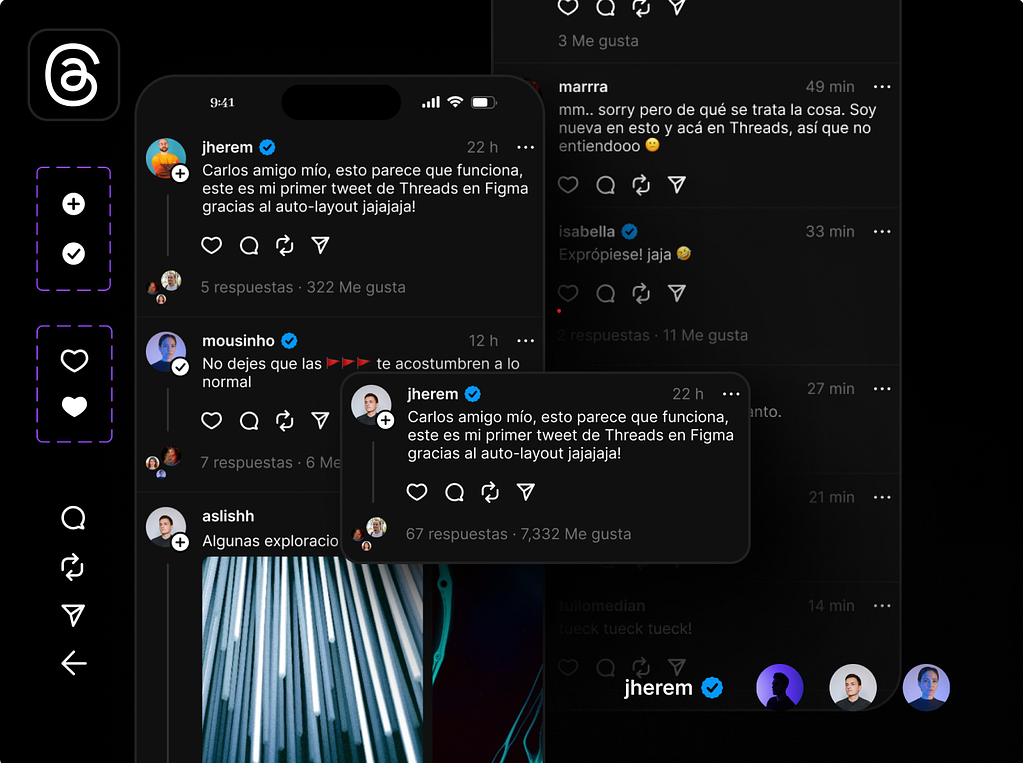 9:41
jherem
22 h
Carlos amigo mío, esto parece que funciona,
este es mi primer tweet de Threads en Figma
gracias al auto-layout jajajaja!
5 respuestas · 322 Me gusta
mousinho
12 h
No dejes que las 🚩🚩🚩 te acostumbren a lo
normal
7 respuestas · 6 Me
aslishh
Algunas exploracio
jherem
22 h
Carlos amigo mío, esto parece que funciona,
este es mi primer tweet de Threads en Figma
gracias al auto-layout jajajaja!
67 respuestas · 7,332 Me gusta
3 Me gusta
marrra
49 min
mm.. sorry pero de qué se trata la cosa. Soy
nueva en esto y acá en Threads, así que no
entiendooo 🙁
isabella
33 min
Exprópiese! jaja 🤣
2 respuestas · 11 Me gusta
27 min
anto.
21 min
tuliomedian
14 min
tueck tueck tueck!
jherem